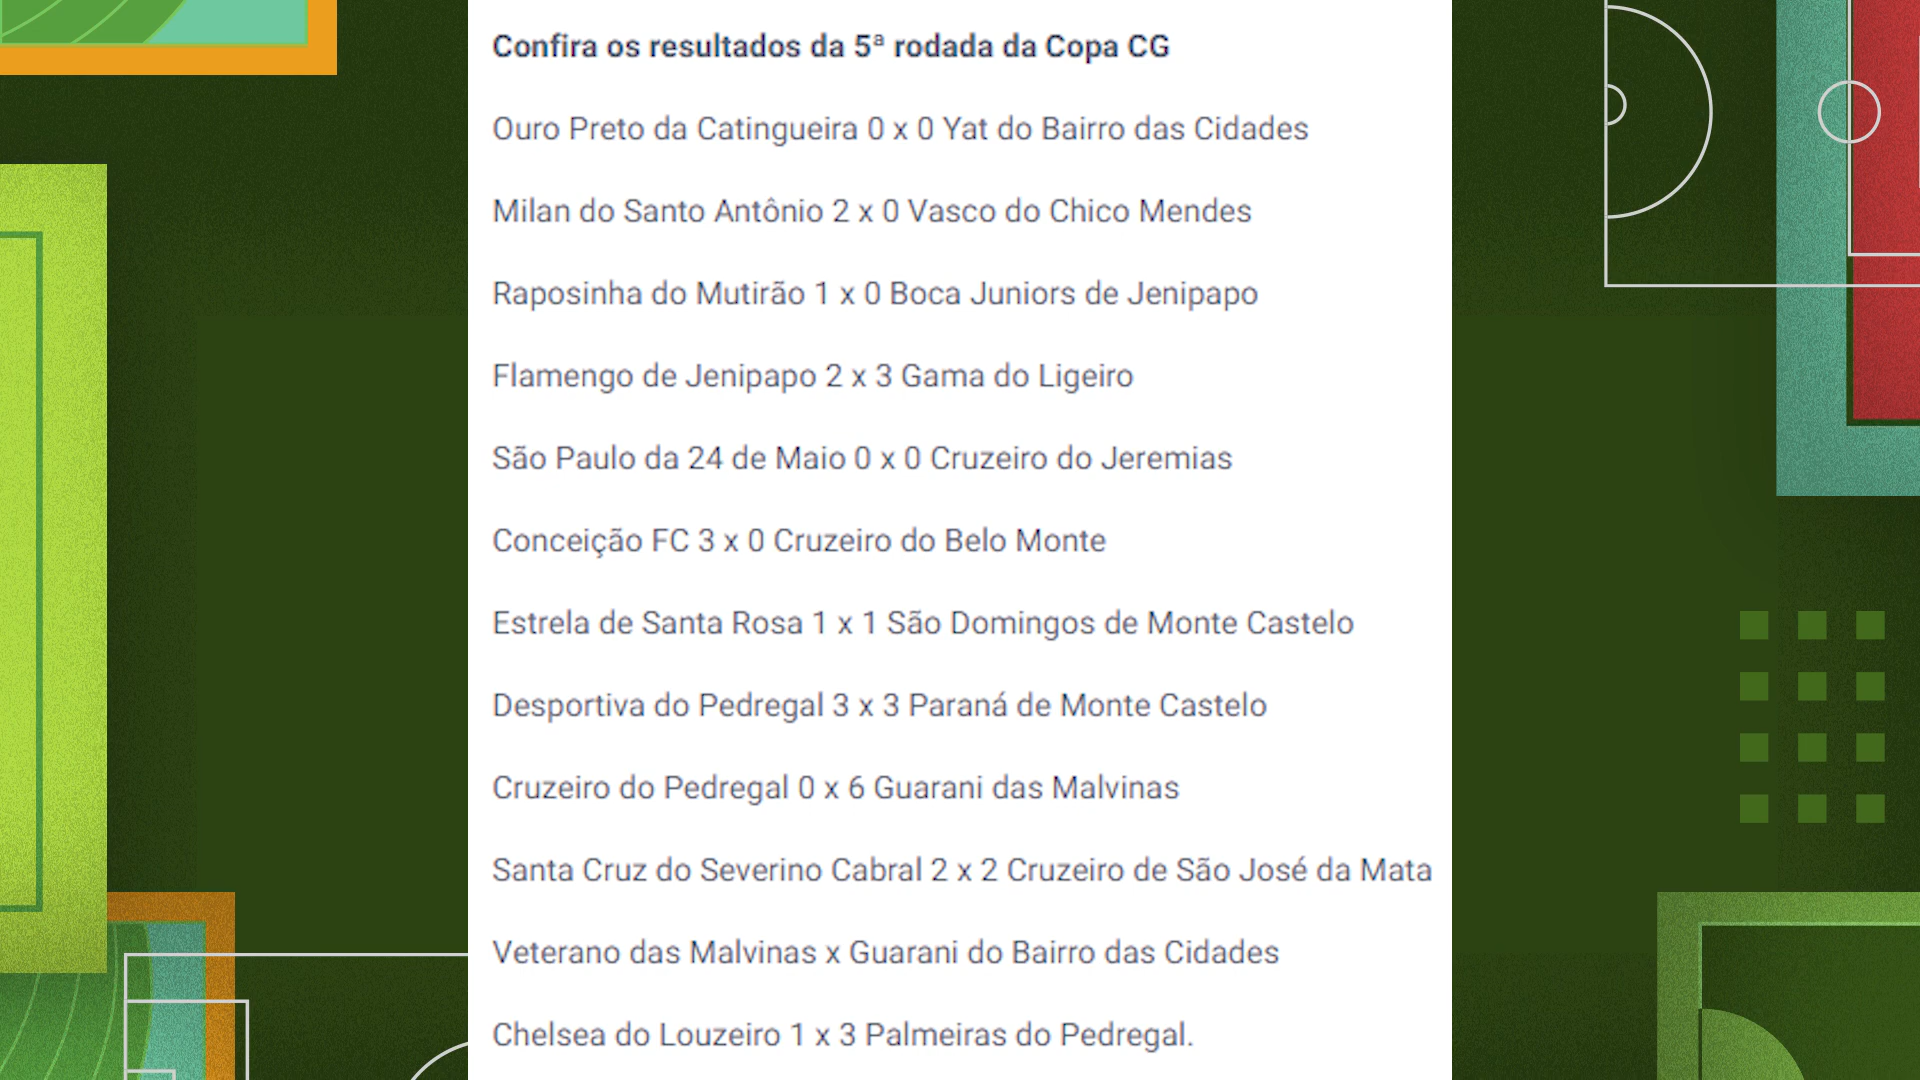 Confira os resultados da 5ª rodada da Copa CG
Ouro Preto da Catingueira 0 x 0 Yat do Bairro das Cidades
Milan do Santo Antônio 2 x 0 Vasco do Chico Mendes
Raposinha do Mutirão 1 x 0 Boca Juniors de Jenipapo
Flamengo de Jenipapo 2 x 3 Gama do Ligeiro
São Paulo da 24 de Maio 0 x 0 Cruzeiro do Jeremias
Conceição FC 3 x 0 Cruzeiro do Belo Monte
Estrela de Santa Rosa 1 x 1 São Domingos de Monte Castelo
Desportiva do Pedregal 3 x 3 Paraná de Monte Castelo
Cruzeiro do Pedregal 0 x 6 Guarani das Malvinas
Santa Cruz do Severino Cabral 2 x 2 Cruzeiro de São José da Mata
Veterano das Malvinas x Guarani do Bairro das Cidades
Chelsea do Louzeiro 1 x 3 Palmeiras do Pedregal.